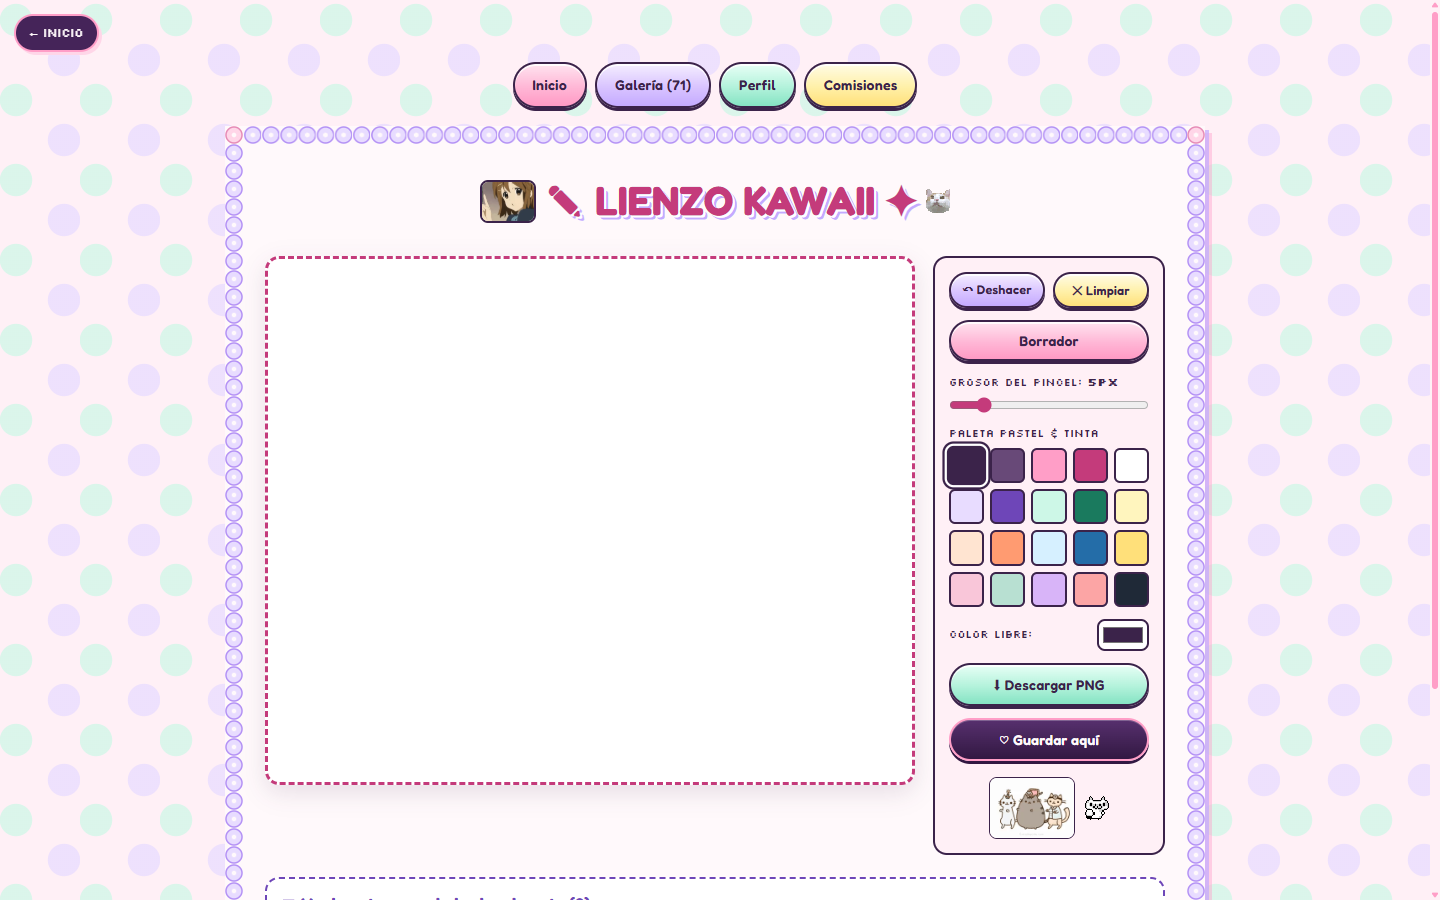 ← INICIO
Inicio
Galería (71)
Perfil
Comisiones
LIENZO KAWAII
↶ Deshacer
✕ Limpiar
Borrador
GROSOR DEL PINCEL: 5PX
PALETA PASTEL & TINTA
COLOR LIBRE:
⬇ Descargar PNG
♡ Guardar aquí